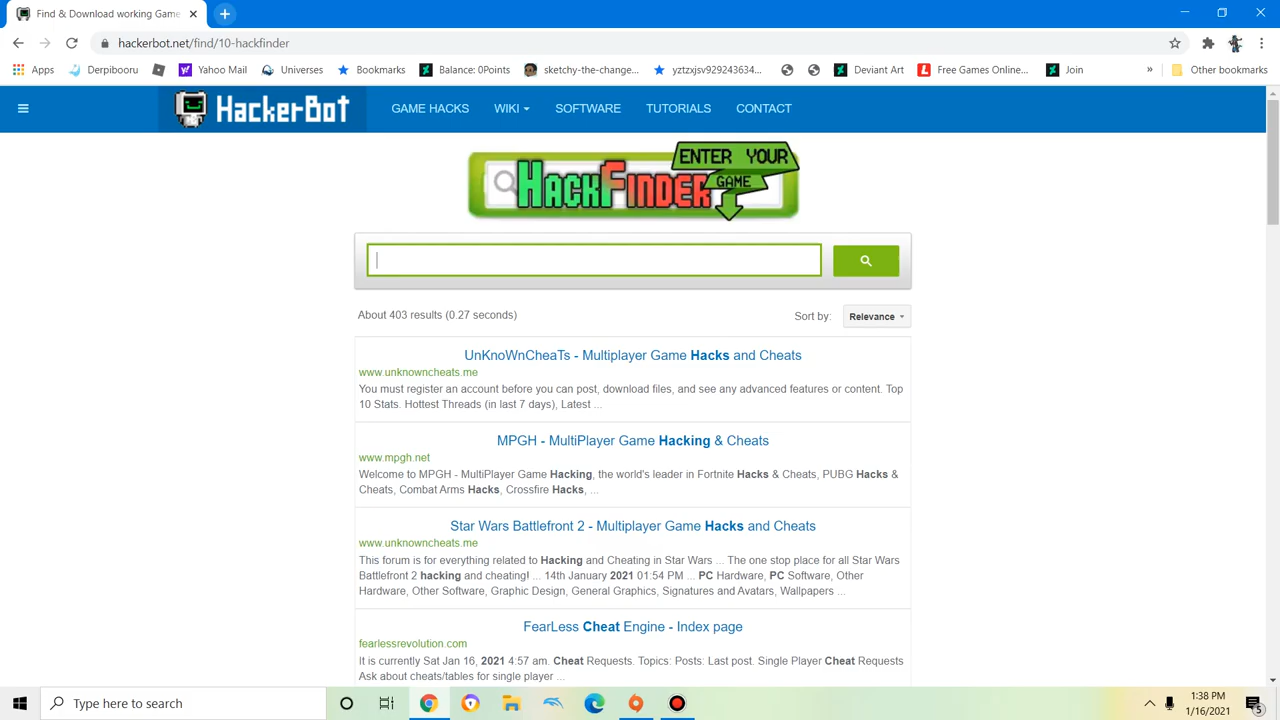 Find & Download working Game
hackerbot.net/find/10-hackfinder
Apps Derpibooru Yahoo Mail Universes Bookmarks Balance: 0Points sketchy-the-change... yztzxjsv929243634... Deviant Art Free Games Online... Join » Other bookmarks
HackerBot GAME HACKS WIKI SOFTWARE TUTORIALS CONTACT
ENTER YOUR
GAME
HackFinder
About 403 results (0.27 seconds) Sort by: Relevance
UnKnoWnCheaTs - Multiplayer Game Hacks and Cheats
www.unknowncheats.me
You must register an account before you can post, download files, and see any advanced features or content. Top
10 Stats. Hottest Threads (in last 7 days), Latest ...
MPGH - MultiPlayer Game Hacking & Cheats
www.mpgh.net
Welcome to MPGH - MultiPlayer Game Hacking, the world's leader in Fortnite Hacks & Cheats, PUBG Hacks &
Cheats, Combat Arms Hacks, Crossfire Hacks, ...
Star Wars Battlefront 2 - Multiplayer Game Hacks and Cheats
www.unknowncheats.me
This forum is for everything related to Hacking and Cheating in Star Wars ... The one stop place for all Star Wars
Battlefront 2 hacking and cheating! ... 14th January 2021 01:54 PM ... PC Hardware, PC Software, Other
Hardware, Other Software, Graphic Design, General Graphics, Signatures and Avatars, Wallpapers ...
FearLess Cheat Engine - Index page
fearlessrevolution.com
It is currently Sat Jan 16, 2021 4:57 am. Cheat Requests. Topics: Posts: Last post. Single Player Cheat Requests
Ask about cheats/tables for single player ...
Type here to search
1:38 PM
1/16/2021
5